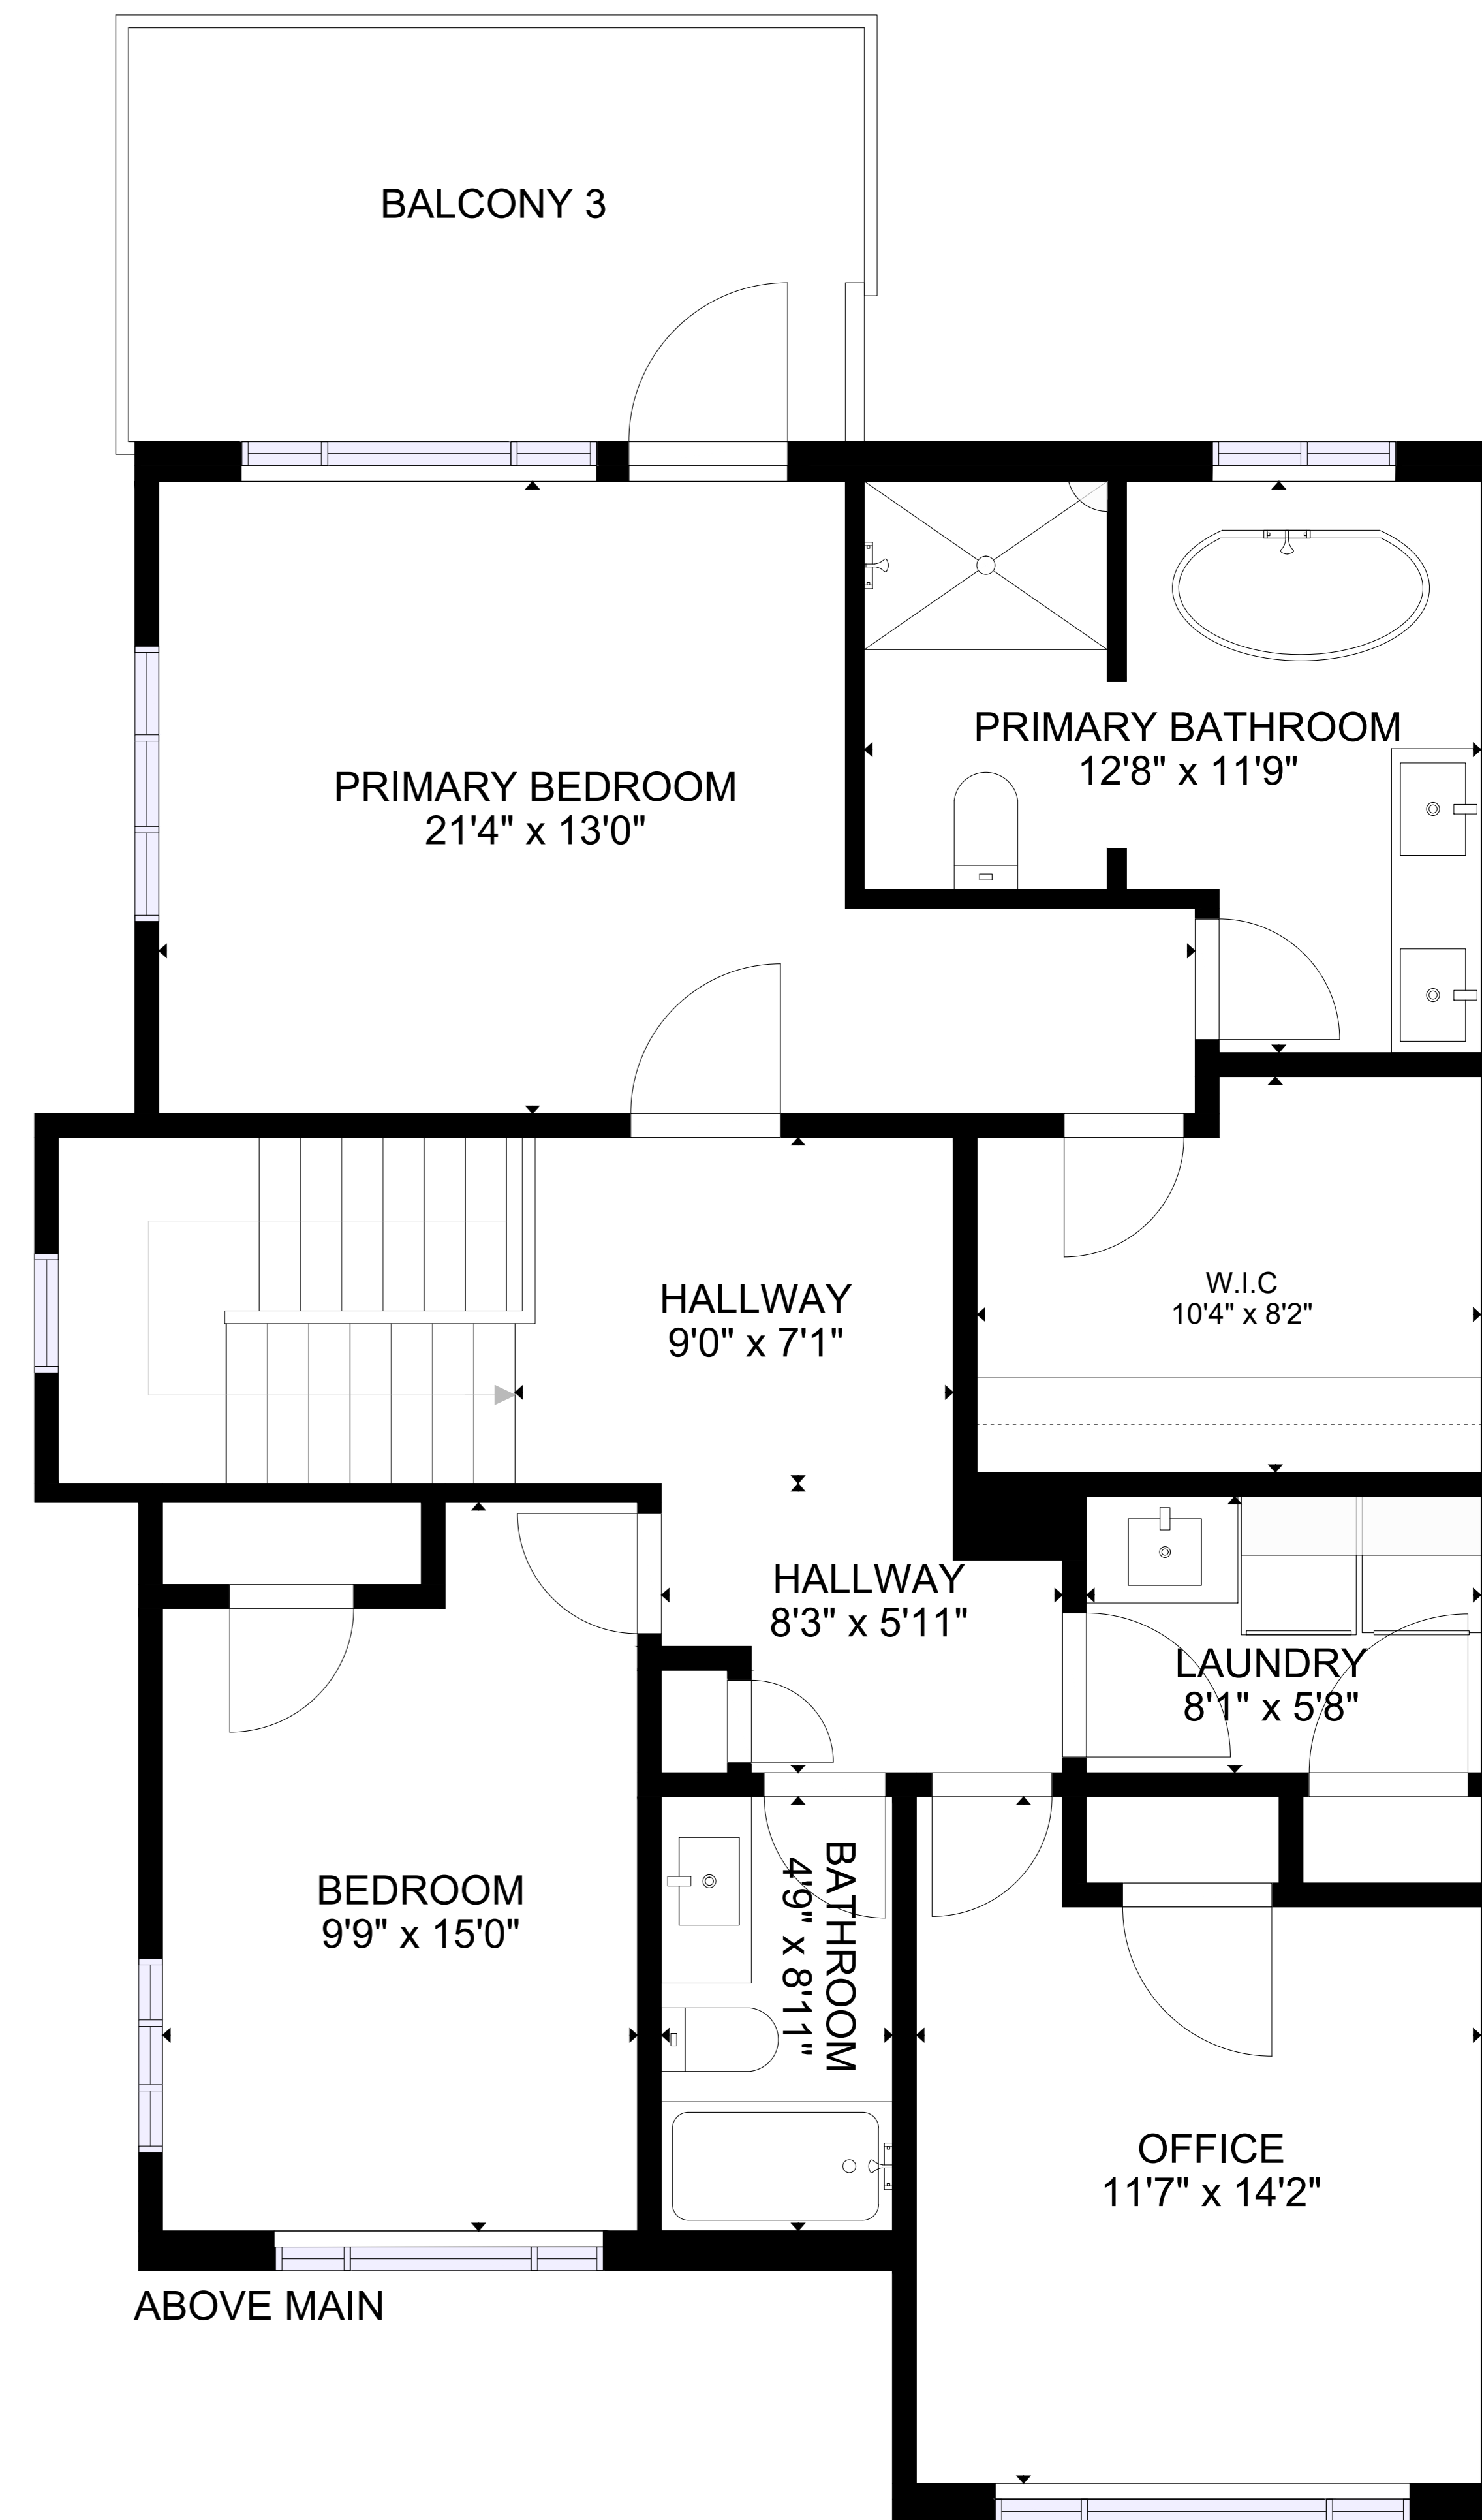 BALCONY 3
PRIMARY BATHROOM
12'8" x 11'9"
PRIMARY BEDROOM
21'4" x 13'0"
W.I.C
10'4" x 8'2"
HALLWAY
9'0" x 7'1"
HALLWAY
8'3" x 5'11"
LAUNDRY
8'1" x 5'8"
BEDROOM
9'9" x 15'0"
BATHROOM
4'9" x 8'11"
OFFICE
11'7" x 14'2"
ABOVE MAIN